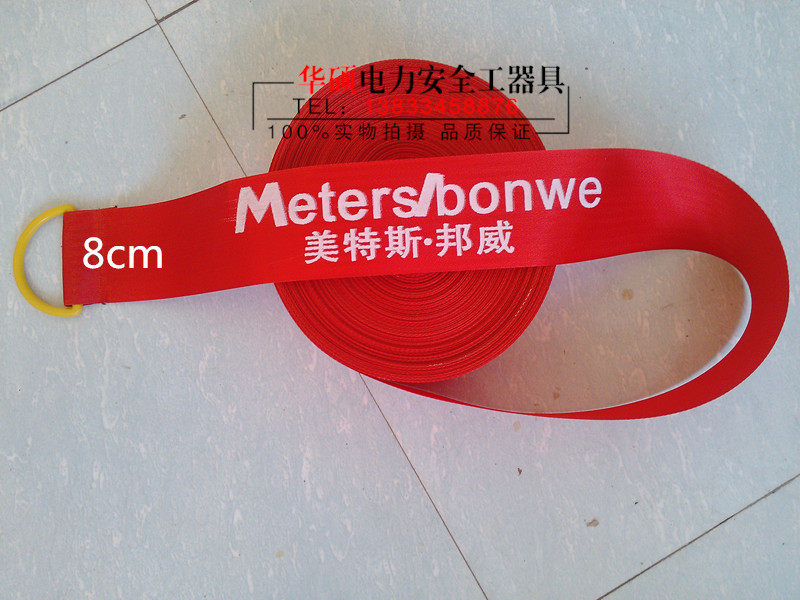 华硕电力安全工器具
TEL: 13833458876
100%实物拍摄 品质保证
Meters/bonwe
美特斯·邦威
8cm